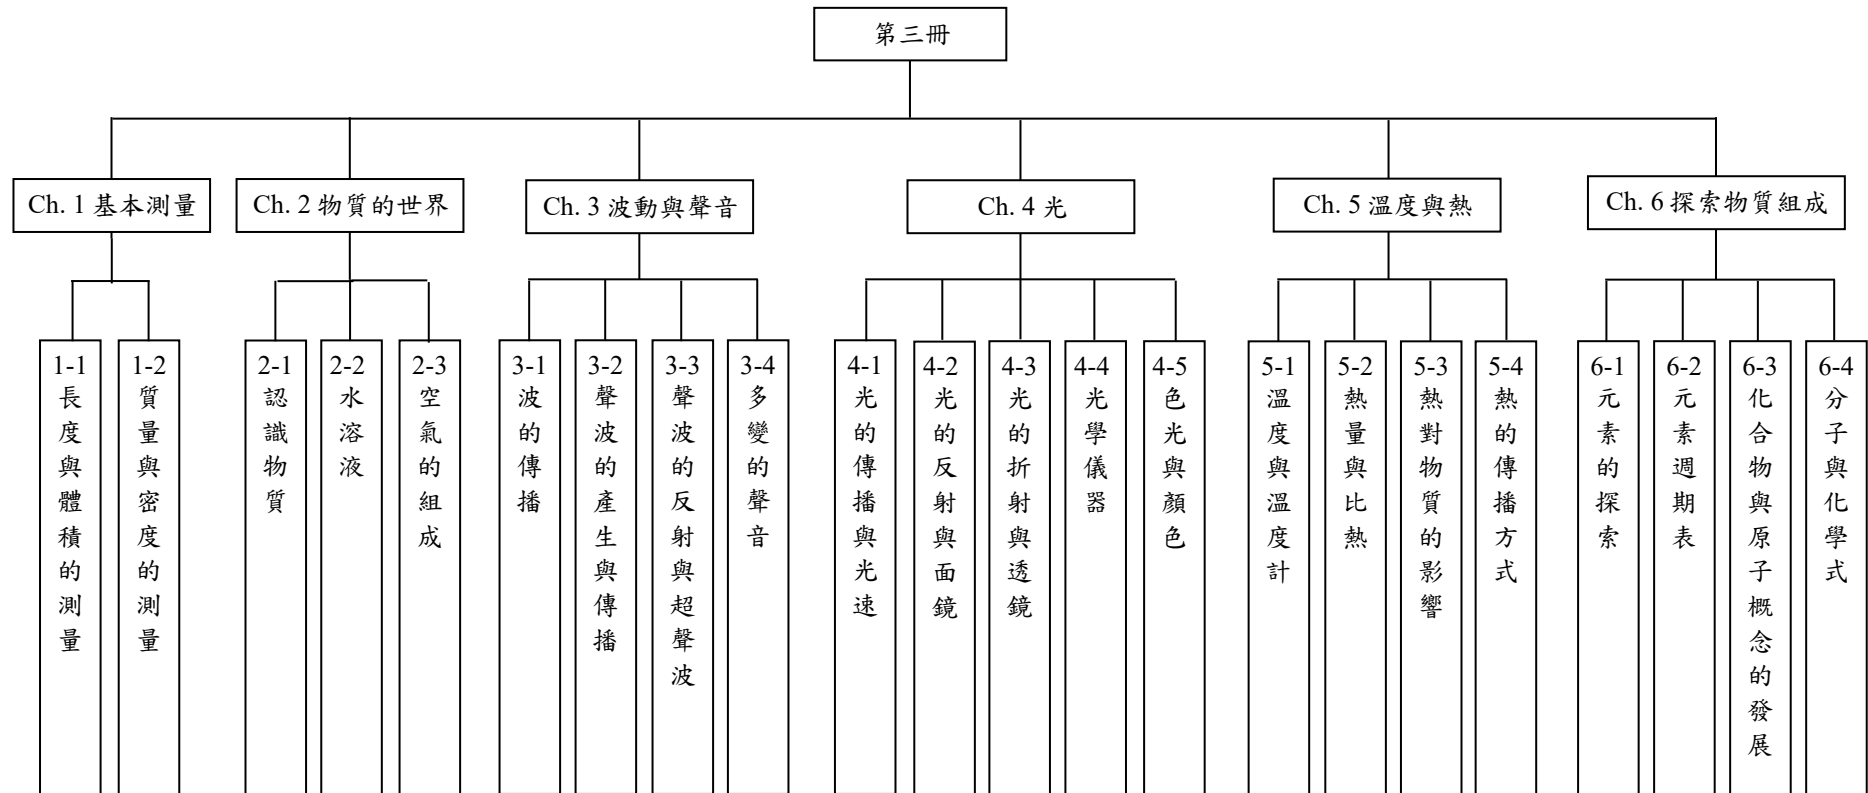 第三冊
Ch. 1 基本測量
Ch. 2 物質的世界
Ch. 3 波動與聲音
Ch. 4 光
Ch. 5 溫度與熱
Ch. 6 探索物質組成
1-1
長度與體積的測量
1-2
質量與密度的測量
2-1
認識物質
2-2
水溶液
2-3
空氣的組成
3-1
波的傳播
3-2
聲波的產生與傳播
3-3
聲波的反射與超聲波
3-4
多變的聲音
4-1
光的傳播與光速
4-2
光的反射與面鏡
4-3
光的折射與透鏡
4-4
光學儀器
4-5
色光與顏色
5-1
溫度與溫度計
5-2
熱量與比熱
5-3
熱對物質的影響
5-4
熱的傳播方式
6-1
元素的探索
6-2
元素週期表
6-3
化合物與原子概念的發展
6-4
分子與化學式